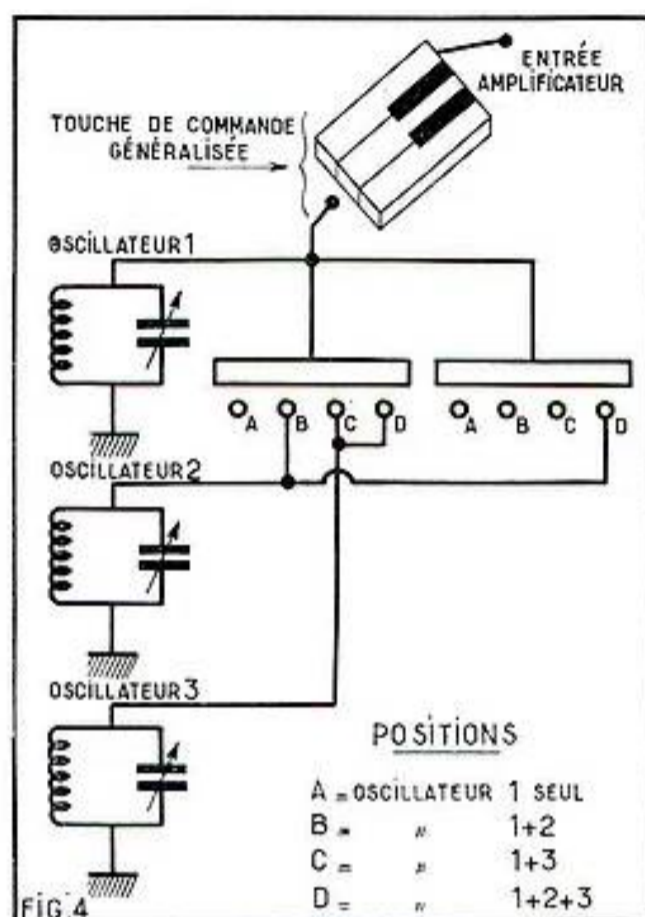 ENTRÉE
AMPLIFICATEUR
TOUCHE DE COMMANDE
GÉNÉRALISÉE
OSCILLATEUR 1
A B C D
A B C D
OSCILLATEUR 2
OSCILLATEUR 3
POSITIONS
A = OSCILLATEUR 1 SEUL
B = " 1+2
C = " 1+3
D = " 1+2+3
FIG.4